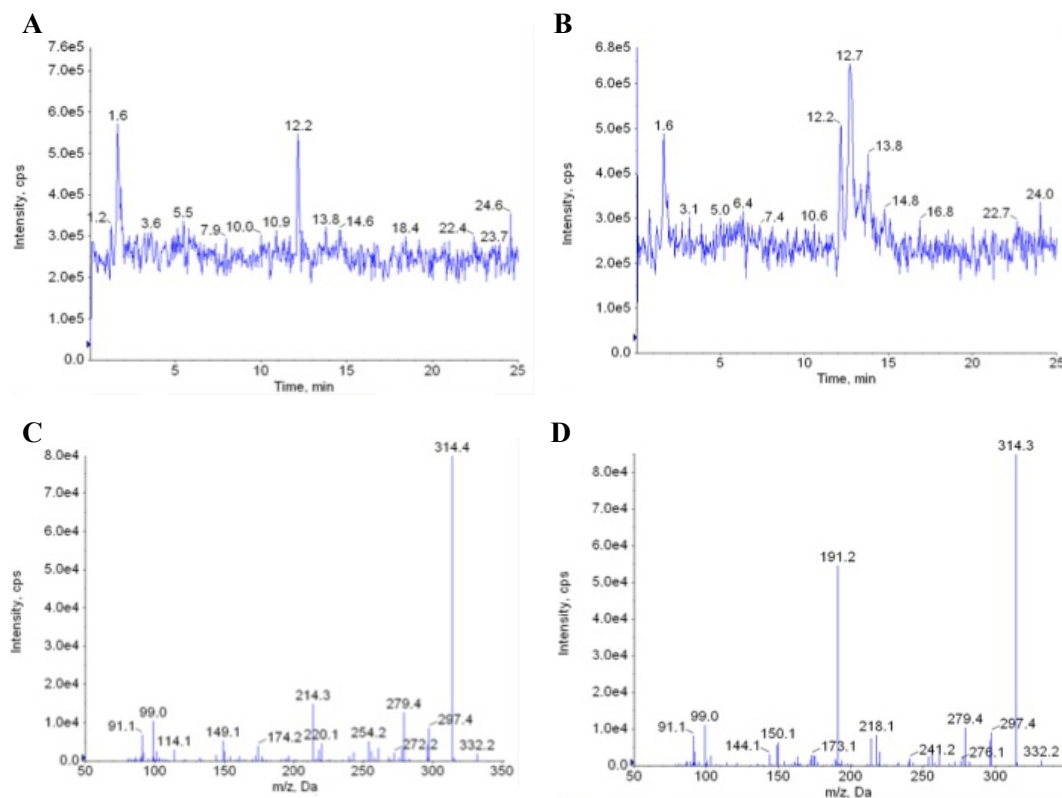 A
7.6e5
7.0e5
6.0e5
5.0e5
4.0e5
3.0e5
2.0e5
1.0e5
0.0
Intensity, cps
1.6
12.2
1.2
3.6
5.5
7.9
10.0
10.9
13.8
14.6
18.4
22.4
23.7
24.6
5
10
15
20
25
Time, min
B
6.8e5
6.0e5
5.0e5
4.0e5
3.0e5
2.0e5
1.0e5
0.0
Intensity, cps
1.6
12.7
12.2
13.8
3.1
5.0
6.4
7.4
10.6
14.8
16.8
22.7
24.0
5
10
15
20
25
Time, min
C
8.0e4
7.0e4
6.0e4
5.0e4
4.0e4
3.0e4
2.0e4
1.0e4
0.0
Intensity, cps
314.4
91.1
99.0
114.1
149.1
174.2
214.3
220.1
254.2
279.4
272.2
297.4
332.2
50
100
150
200
250
300
350
m/z, Da
D
8.0e4
7.0e4
6.0e4
5.0e4
4.0e4
3.0e4
2.0e4
1.0e4
0.0
Intensity, cps
314.3
191.2
91.1
99.0
144.1
150.1
173.1
218.1
241.2
279.4
276.1
297.4
332.2
50
100
150
200
250
300
m/z, Da